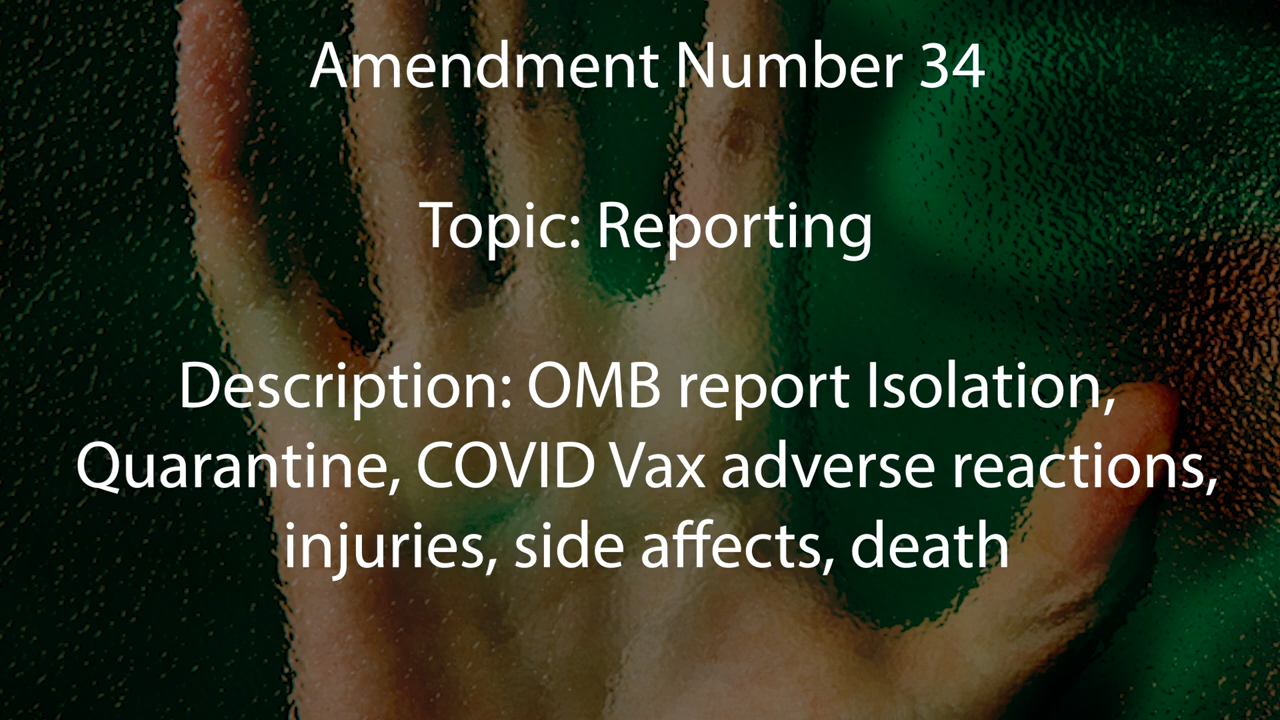 Amendment Number 34
Topic: Reporting
Description: OMB report Isolation,
Quarantine, COVID Vax adverse reactions,
injuries, side affects, death